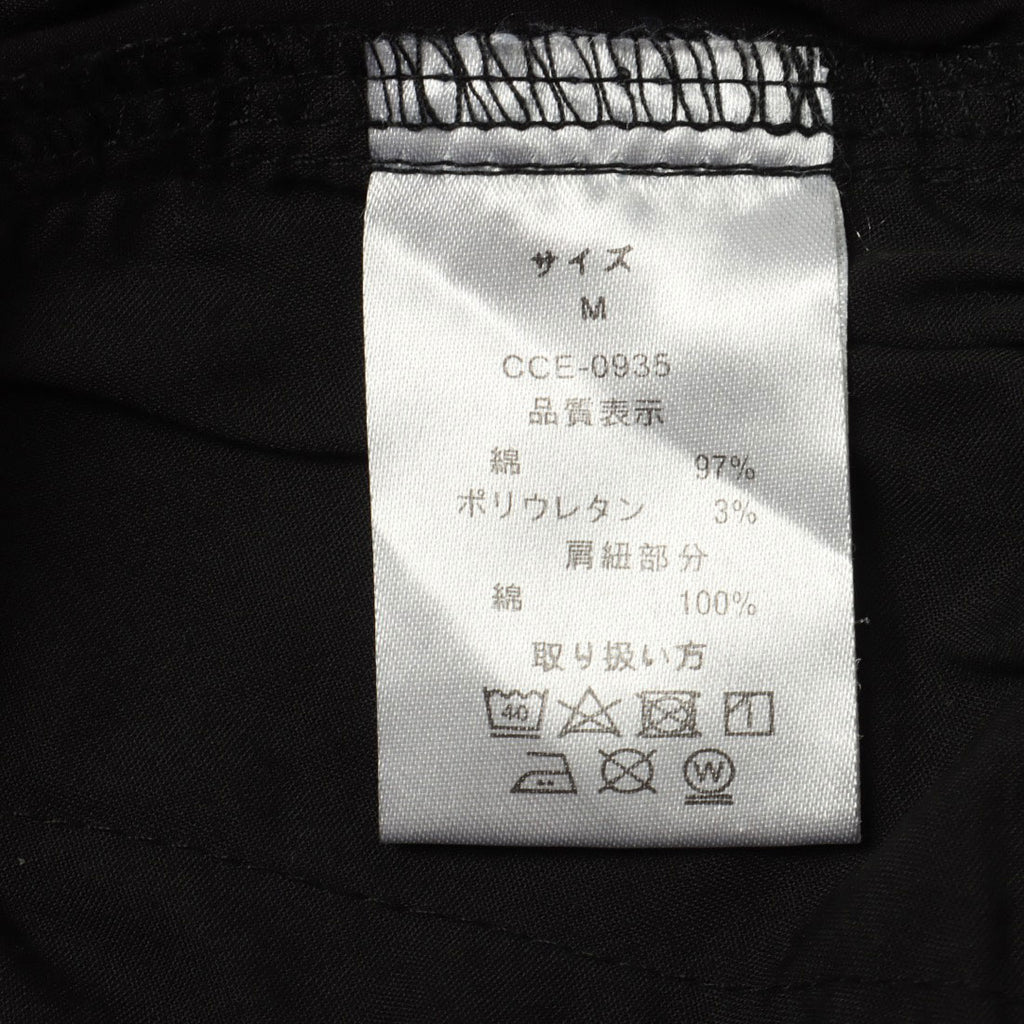 サイズ
M
CCE-0935
品質表示
綿 97%
ポリウレタン 3%
肩紐部分
綿 100%
取り扱い方
40
W